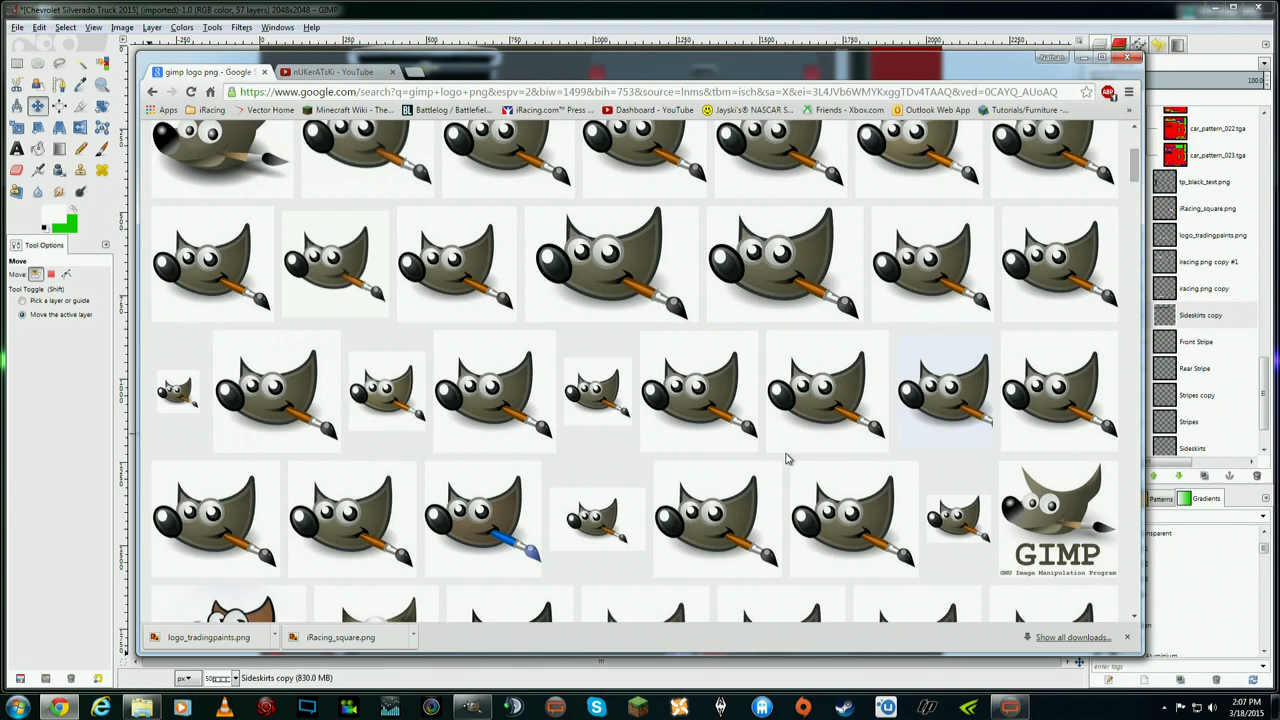 *[Chevrolet Silverado Truck 2015] (imported)-1.0 (RGB color, 57 layers) 2048x2048 – GIMP
File Edit Select View Image Layer Colors Tools Filters Windows Help
gimp logo png - Google S
nUKerATsKi - YouTube
Nathan
https://www.google.com/search?q=gimp+logo+png&espv=2&biw=1499&bih=753&source=lnms&tbm=isch&sa=X&ei=3L4JVb6WMYKxggTDv4TAAQ&ved=0CAYQ_AUoAQ
Apps iRacing Vector Home Minecraft Wiki - The... Battlelog / Battlefiel... iRacing.com™ Press ... Dashboard - YouTube Jayski's® NASCAR S... Friends - Xbox.com Outlook Web App Tutorials/Furniture - ...
100.0
car_pattern_022.tga
car_pattern_023.tga
tp_black_text.png
iRacing_square.png
logo_tradingpaints.png
iracing.png copy #1
iracing.png copy
Sideskirts copy
Front Stripe
Rear Stripe
Stripes copy
Stripes
Sideskirts
Tool Options
Move
Move:
Tool Toggle (Shift)
Pick a layer or guide
Move the active layer
Patterns
Gradients
GIMP
GNU Image Manipulation Program
logo_tradingpaints.png
iRacing_square.png
Show all downloads...
enter tags
px
Sideskirts copy (830.0 MB)
2:07 PM
3/18/2015